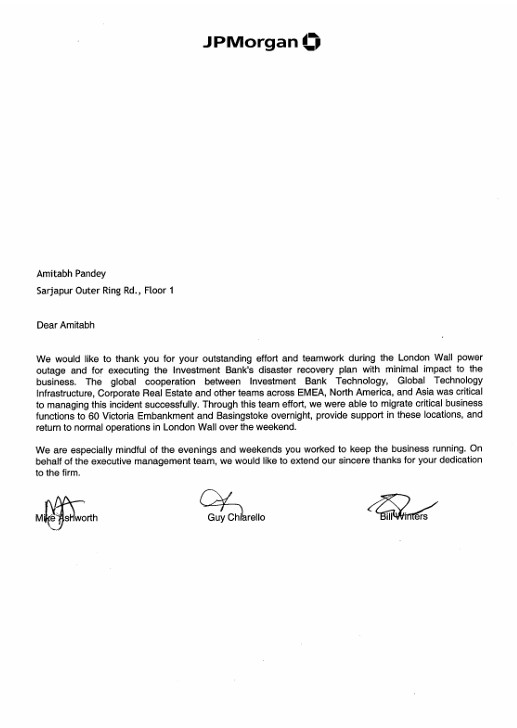 JPMorgan
Amitabh Pandey
Sarjapur Outer Ring Rd., Floor 1
Dear Amitabh
We would like to thank you for your outstanding effort and teamwork during the London Wall power
outage and for executing the Investment Bank's disaster recovery plan with minimal impact to the
business. The global cooperation between Investment Bank Technology, Global Technology
Infrastructure, Corporate Real Estate and other teams across EMEA, North America, and Asia was critical
to managing this incident successfully. Through this team effort, we were able to migrate critical business
functions to 60 Victoria Embankment and Basingstoke overnight, provide support in these locations, and
return to normal operations in London Wall over the weekend.
We are especially mindful of the evenings and weekends you worked to keep the business running. On
behalf of the executive management team, we would like to extend our sincere thanks for your dedication
to the firm.
Mike Ashworth Guy Chiarello Bill Winters